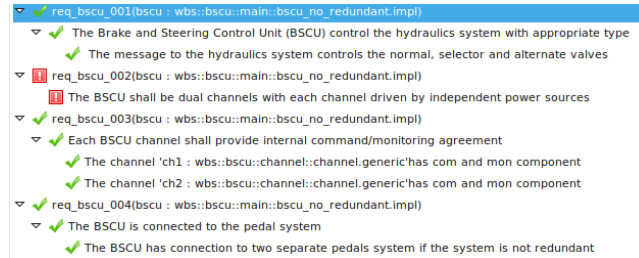 req_bscu_001(bscu : wbs::bscu::main::bscu_no_redundant.impl)
The Brake and Steering Control Unit (BSCU) control the hydraulics system with appropriate type
The message to the hydraulics system controls the normal, selector and alternate valves
req_bscu_002(bscu : wbs::bscu::main::bscu_no_redundant.impl)
The BSCU shall be dual channels with each channel driven by independent power sources
req_bscu_003(bscu : wbs::bscu::main::bscu_no_redundant.impl)
Each BSCU channel shall provide internal command/monitoring agreement
The channel 'ch1 : wbs::bscu::channel::channel.generic'has com and mon component
The channel 'ch2 : wbs::bscu::channel::channel.generic'has com and mon component
req_bscu_004(bscu : wbs::bscu::main::bscu_no_redundant.impl)
The BSCU is connected to the pedal system
The BSCU has connection to two separate pedals system if the system is not redundant